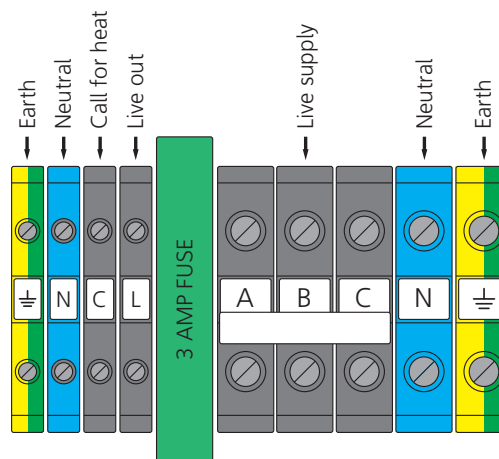 Earth
Neutral
Call for heat
Live out
Live supply
Neutral
Earth
N
C
L
3 AMP FUSE
A
B
C
N